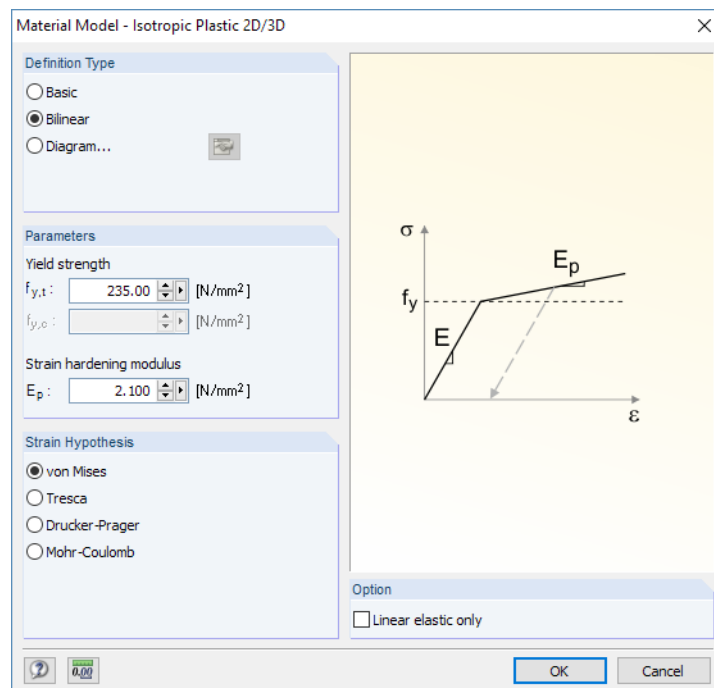 Material Model - Isotropic Plastic 2D/3D
Definition Type
Basic
Bilinear
Diagram...
Parameters
Yield strength
fy,t : 235.00 [N/mm²]
fy,c : [N/mm²]
Strain hardening modulus
Ep : 2.100 [N/mm²]
Strain Hypothesis
von Mises
Tresca
Drucker-Prager
Mohr-Coulomb
σ
Ep
fy
E
ε
Option
Linear elastic only
0.00
OK Cancel